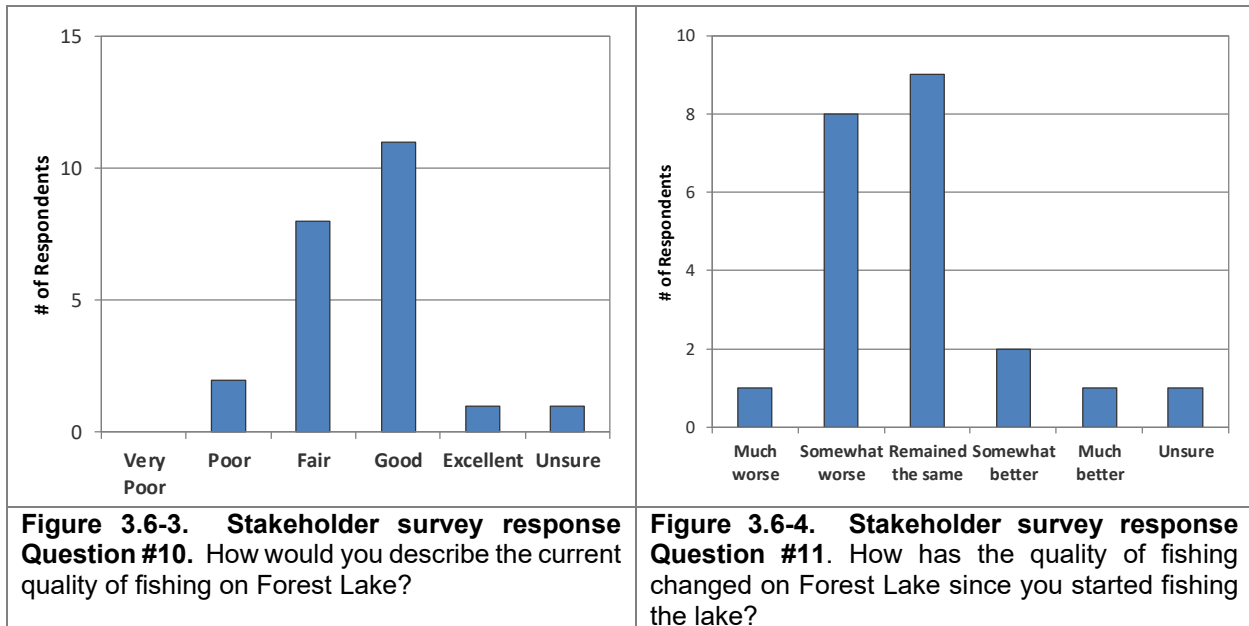 15
10
5
0
# of Respondents
Very Poor
Poor
Fair
Good
Excellent
Unsure
Figure 3.6-3. Stakeholder survey response
Question #10. How would you describe the current
quality of fishing on Forest Lake?
10
8
6
4
2
0
# of Respondents
Much worse
Somewhat worse
Remained the same
Somewhat better
Much better
Unsure
Figure 3.6-4. Stakeholder survey response
Question #11. How has the quality of fishing
changed on Forest Lake since you started fishing
the lake?